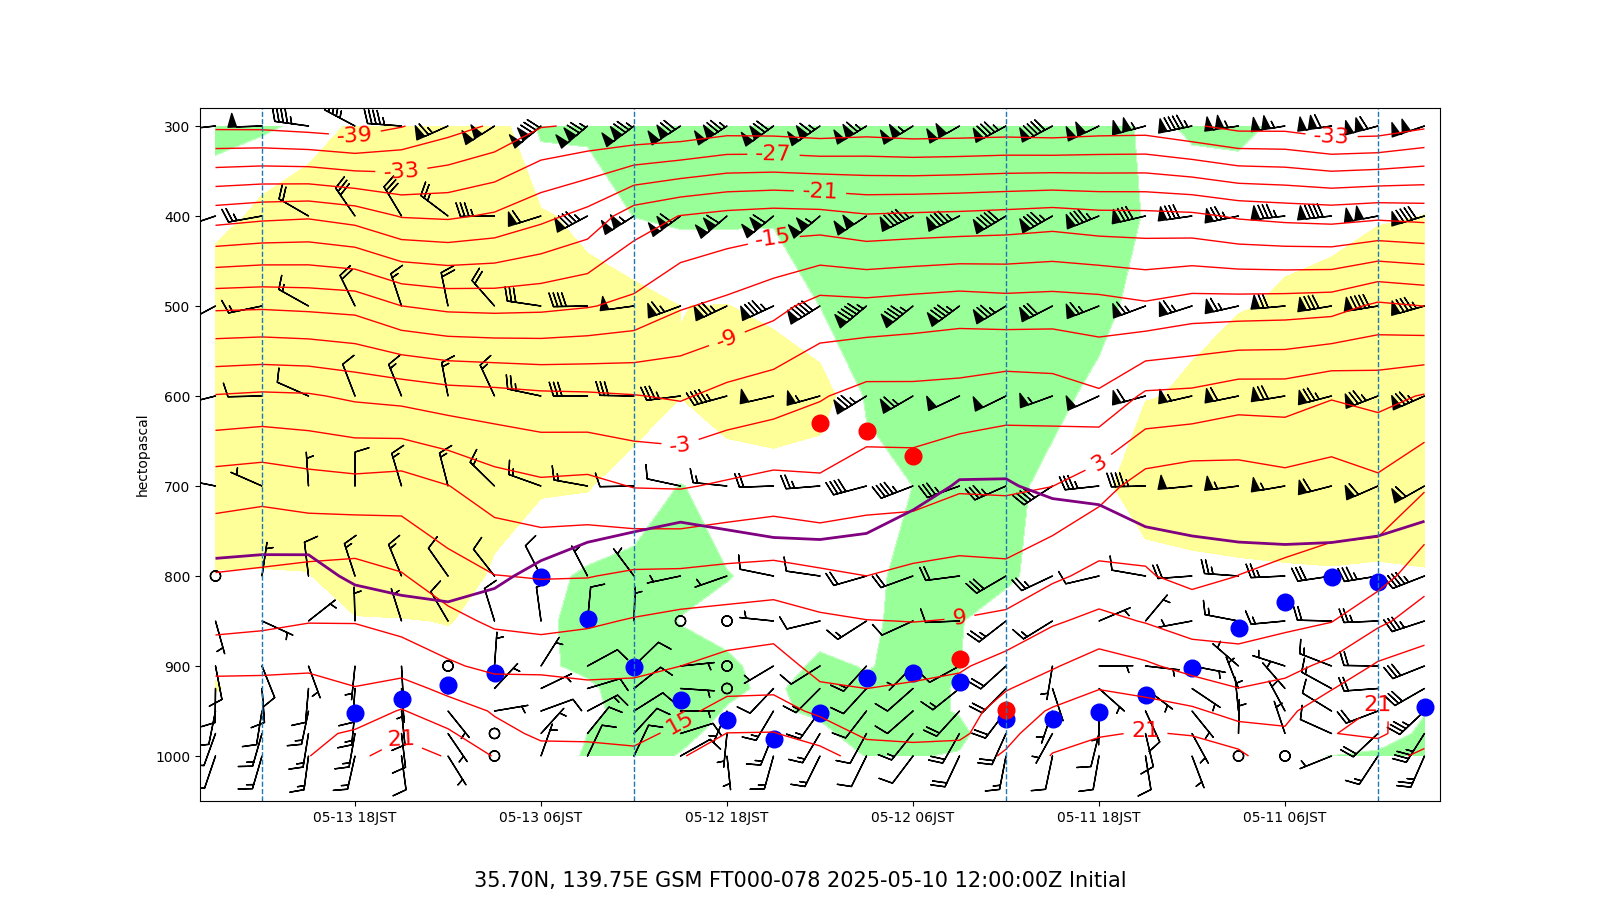 300
400
500
600
700
800
900
1000
hectopascal
-39
-33
-27
-33
-21
-15
-9
-3
3
9
15
21
21
21
05-13 18JST
05-13 06JST
05-12 18JST
05-12 06JST
05-11 18JST
05-11 06JST
35.70N, 139.75E GSM FT000-078 2025-05-10 12:00:00Z Initial